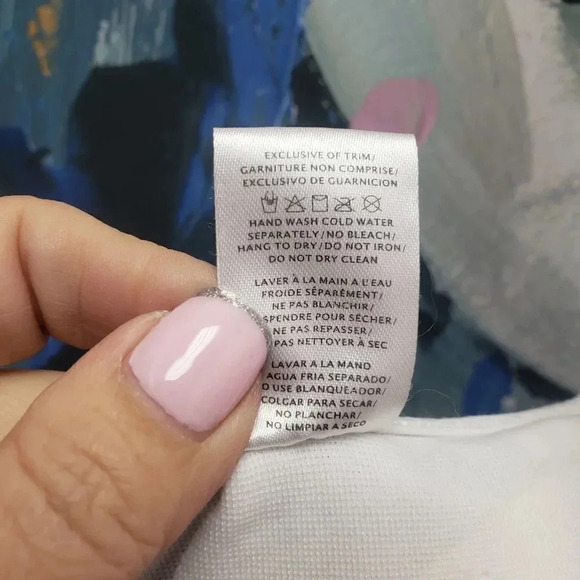 EXCLUSIVE OF TRIM/
GARNITURE NON COMPRISE/
EXCLUSIVO DE GUARNICION
HAND WASH COLD WATER
SEPARATELY/NO BLEACH/
HANG TO DRY/DO NOT IRON/
DO NOT DRY CLEAN
LAVER À LA MAIN A L'EAU
FROIDE SÉPARÉMENT/
NE PAS BLANCHIR/
SPENDRE POUR SÉCHER/
NE PAS REPASSER/
PAS NETTOYER À SEC
LAVAR A LA MANO
AGUA FRIA SEPARADO/
O USE BLANQUEADOR/
COLGAR PARA SECAR/
NO PLANCHAR/
NO LIMPIAR A SECO